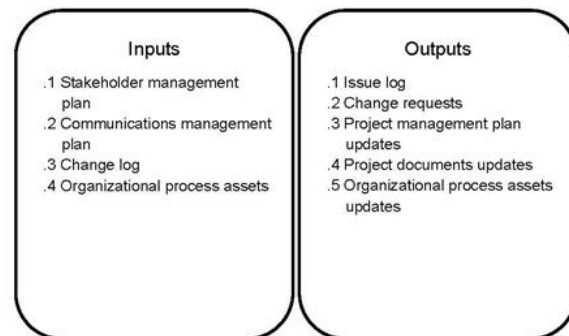 Inputs
.1 Stakeholder management
plan
.2 Communications management
plan
.3 Change log
.4 Organizational process assets
Outputs
.1 Issue log
.2 Change requests
.3 Project management plan
updates
.4 Project documents updates
.5 Organizational process assets
updates